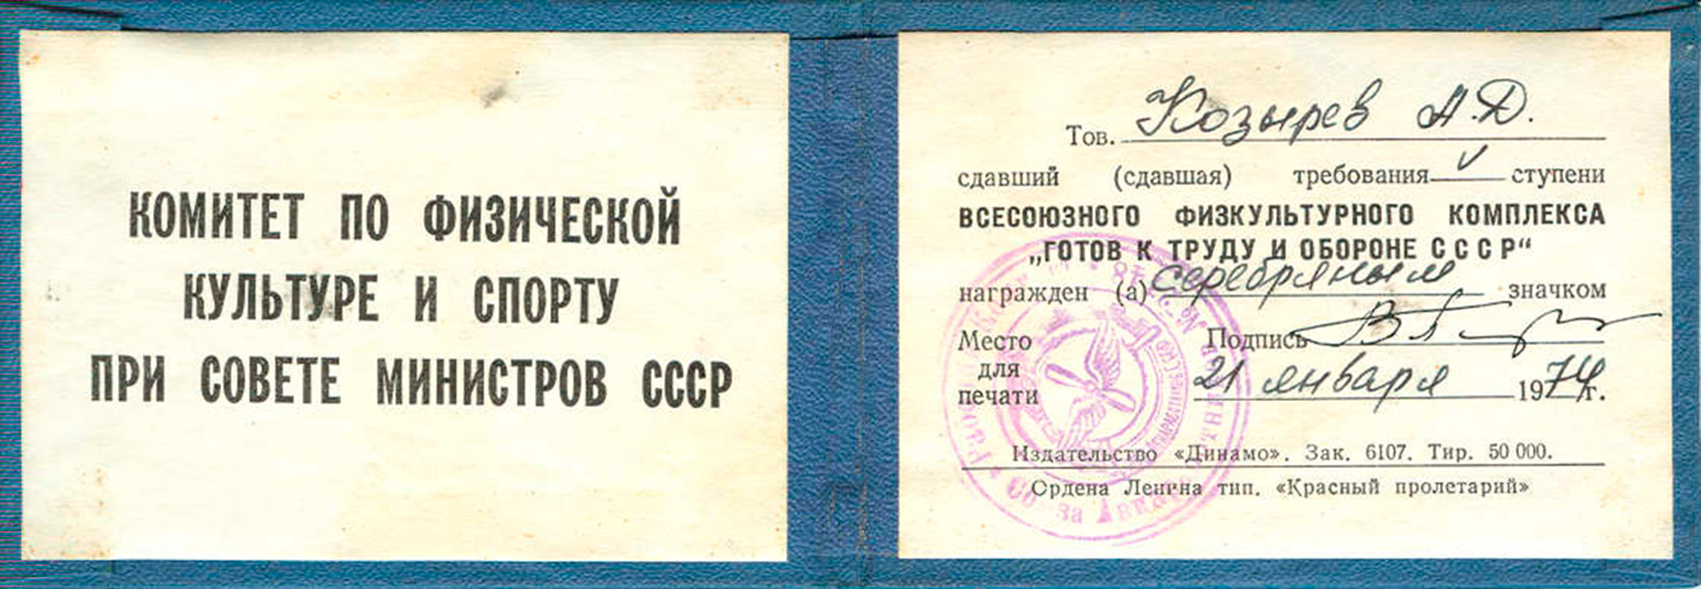 КОМИТЕТ ПО ФИЗИЧЕСКОЙ
КУЛЬТУРЕ И СПОРТУ
ПРИ СОВЕТЕ МИНИСТРОВ СССР
Тов. Козырев А.Д.
сдавший (сдавшая) требования V ступени
ВСЕСОЮЗНОГО ФИЗКУЛЬТУРНОГО КОМПЛЕКСА
„ГОТОВ К ТРУДУ И ОБОРОНЕ СССР“
награжден (а) серебряным значком
Место Подпись
для
печати
21 января 1974 г.
Издательство «Динамо». Зак. 6107. Тир. 50 000.
Ордена Ленина тип. «Красный пролетарий»